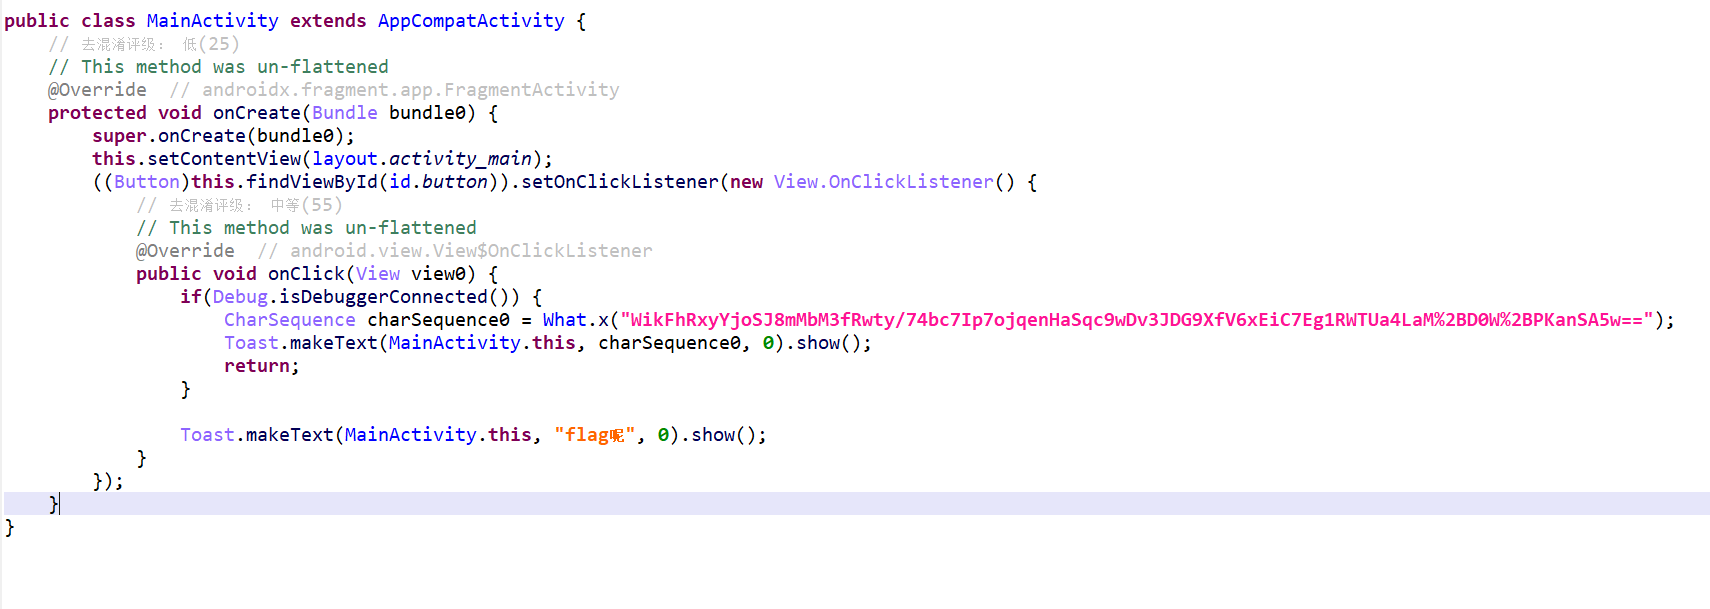 public class MainActivity extends AppCompatActivity {
// 去混淆评级： 低(25)
// This method was un-flattened
@Override  // androidx.fragment.app.FragmentActivity
protected void onCreate(Bundle bundle0) {
super.onCreate(bundle0);
this.setContentView(layout.activity_main);
((Button)this.findViewById(id.button)).setOnClickListener(new View.OnClickListener() {
// 去混淆评级： 中等(55)
// This method was un-flattened
@Override  // android.view.View$OnClickListener
public void onClick(View view0) {
if(Debug.isDebuggerConnected()) {
CharSequence charSequence0 = What.x("WikFhRxyYjoSJ8mMbM3fRwty/74bc7Ip7ojqenHaSqc9wDv3JDG9XfV6xEiC7Eg1RWTUa4LaM%2BD0W%2BPKanSA5w==");
Toast.makeText(MainActivity.this, charSequence0, 0).show();
return;
}
Toast.makeText(MainActivity.this, "flag呢", 0).show();
}
});
}
}